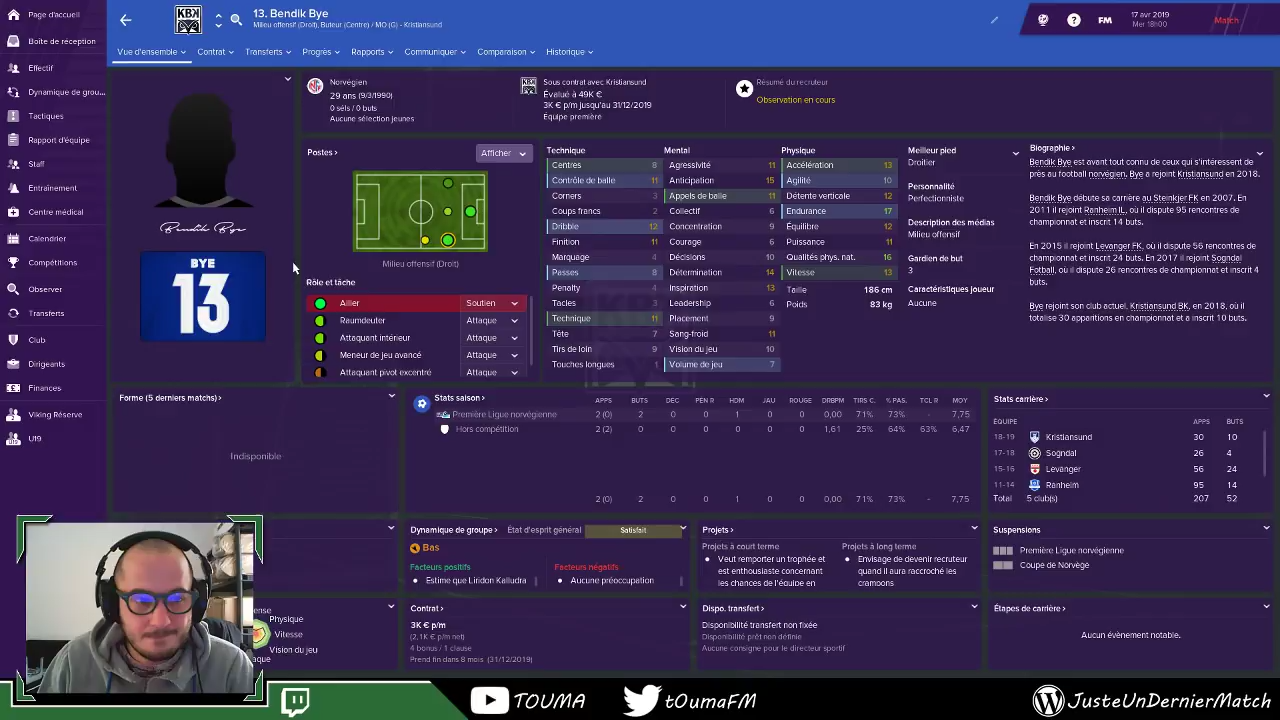 Page d'accueil
Boîte de réception
Effectif
Dynamique de grou...
Tactiques
Rapport d'équipe
Staff
Entraînement
Centre médical
Calendrier
Compétitions
Observer
Transferts
Club
Dirigeants
Finances
Viking Réserve
U19
KBK
13. Bendik Bye
Milieu offensif (Droit), Buteur (Centre) / MO (G) - Kristiansund
FM
17 avr 2019
Mer 18h00
Match
Vue d'ensemble
Contrat
Transferts
Progrès
Rapports
Communiquer
Comparaison
Historique
Bendik Bye
BYE
13
Norvégien
29 ans (9/3/1990)
0 séls / 0 buts
Aucune sélection jeunes
Sous contrat avec Kristiansund
Évalué à 49K €
3K € p/m jusqu'au 31/12/2019
Équipe première
Résumé du recruteur
Observation en cours
Postes >
Afficher
Milieu offensif (Droit)
Rôle et tâche
Ailier Soutien
Raumdeuter Attaque
Attaquant intérieur Attaque
Meneur de jeu avancé Attaque
Attaquant pivot excentré Attaque
Technique
Centres 8
Contrôle de balle 11
Corners 3
Coups francs 2
Dribble 12
Finition 11
Marquage 4
Passes 8
Penalty 4
Tacles 3
Technique 11
Tête 7
Tirs de loin 9
Touches longues 1
Mental
Agressivité 11
Anticipation 15
Appels de balle 11
Collectif 6
Concentration 9
Courage 6
Décisions 10
Détermination 14
Inspiration 13
Leadership 6
Placement 9
Sang-froid 11
Vision du jeu 10
Volume de jeu 7
Physique
Accélération 13
Agilité 10
Détente verticale 12
Endurance 17
Équilibre 12
Puissance 11
Qualités phys. nat. 16
Vitesse 13
Taille 186 cm
Poids 83 kg
Meilleur pied
Droitier
Personnalité
Perfectionniste
Description des médias
Milieu offensif
Gardien de but
3
Caractéristiques joueur
Aucune
Biographie >
Bendik Bye est avant tout connu de ceux qui s'intéressent de
près au football norvégien. Bye a rejoint Kristiansund en 2018.
Bendik Bye débute sa carrière au Steinkjer FK en 2007. En
2011 il rejoint Ranheim IL, où il dispute 95 rencontres de
championnat et inscrit 14 buts.
En 2015 il rejoint Levanger FK, où il dispute 56 rencontres de
championnat et inscrit 24 buts. En 2017 il rejoint Sogndal
Fotball, où il dispute 26 rencontres de championnat et inscrit 4
buts.
Bye rejoint son club actuel, Kristiansund BK, en 2018, où il
totalise 30 apparitions en championnat et a inscrit 10 buts.
Forme (5 derniers matchs) >
Indisponible
Stats saison >
APPS BUTS DÉC PÉN R HDM JAU ROUGE DRBPM TIRS C. % PAS. TCL R MOY
Première Ligue norvégienne 2 (0) 2 0 0 1 0 0 0,00 71% 73% - 7,75
Hors compétition 2 (2) 0 0 0 0 0 0 1,61 25% 64% 63% 6,47
2 (0) 2 0 0 1 0 0 0,00 71% 73% - 7,75
Stats carrière >
ÉQUIPE APPS BUTS
18-19 Kristiansund 30 10
17-18 Sogndal 26 4
15-16 Levanger 56 24
11-14 Ranheim 95 14
Total 5 club(s) 207 52
Physique
Vitesse
Vision du jeu
Dynamique de groupe >
État d'esprit général
Satisfait
Bas
Facteurs positifs
Estime que Liridon Kalludra
Facteurs négatifs
Aucune préoccupation
Projets >
Projets à court terme
Veut remporter un trophée et
est enthousiaste concernant
les chances de l'équipe en
Projets à long terme
Envisage de devenir recruteur
quand il aura raccroché les
crampons
Suspensions
Première Ligue norvégienne
Coupe de Norvège
Contrat >
3K € p/m
(2,1K € p/m net)
4 bonus / 1 clause
Prend fin dans 8 mois. (31/12/2019)
Dispo. transfert >
Disponibilité transfert non fixée
Disponibilité prêt non définie
Aucune consigne pour le directeur sportif
Étapes de carrière >
Aucun évènement notable.
TOUMA
tOumaFM
JusteUnDernierMatch